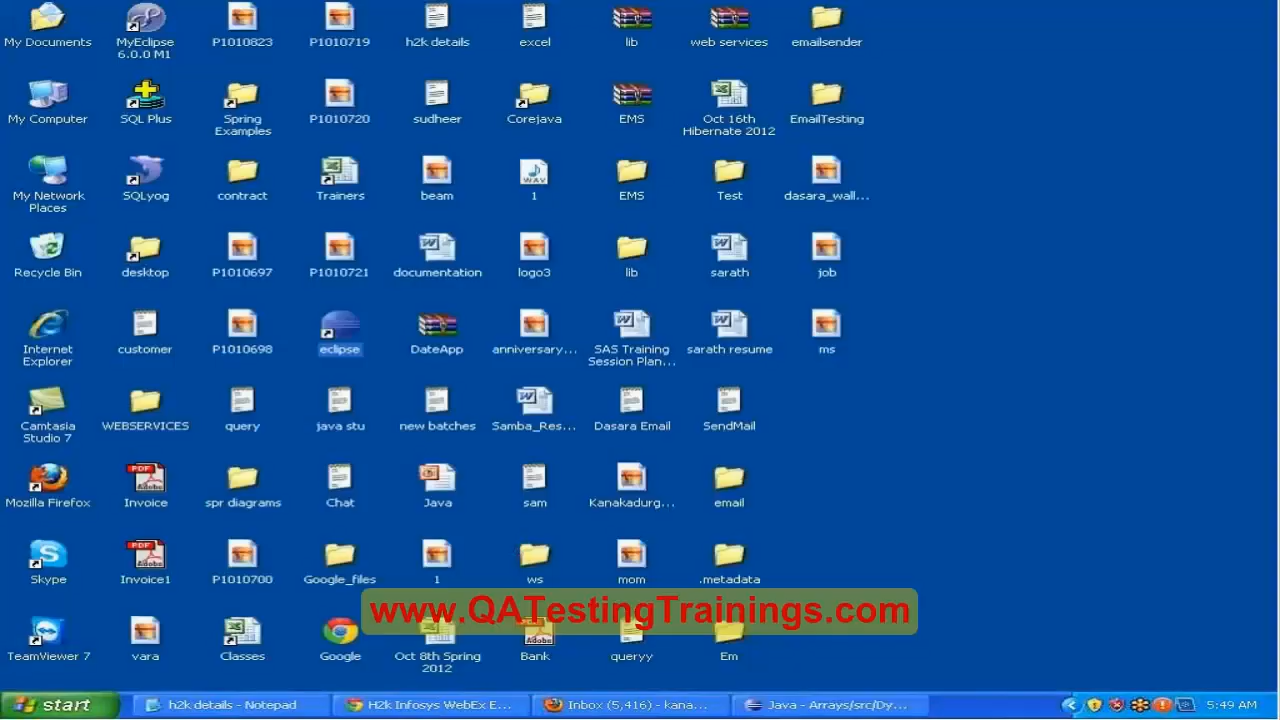 My Documents
MyEclipse
6.0.0 M1
P1010823
P1010719
h2k details
excel
lib
web services
emailsender
My Computer
SQL Plus
Spring
Examples
P1010720
sudheer
Corejava
EMS
Oct 16th
Hibernate 2012
EmailTesting
My Network
Places
SQLyog
contract
Trainers
beam
WAV
1
EMS
Test
dasara_wall...
Recycle Bin
desktop
P1010697
P1010721
documentation
logo3
lib
sarath
job
Internet
Explorer
customer
P1010698
eclipse
DateApp
anniversary...
SAS Training
Session Plan...
sarath resume
ms
Camtasia
Studio 7
WEBSERVICES
query
java stu
new batches
Samba_Res...
Dasara Email
SendMail
Mozilla Firefox
PDF
Adobe
Invoice
spr diagrams
Chat
Java
sam
Kanakadurg...
email
Skype
PDF
Adobe
Invoice1
P1010700
Google_files
1
ws
mom
.metadata
www.QATestingTrainings.com
TeamViewer 7
vara
Classes
Google
Oct 8th Spring
2012
Adobe
Bank
queryy
Em
start
h2k details - Notepad
H2k Infosys WebEx E...
Inbox (5,416) - kana...
Java - Arrays/src/Dy...
5:49 AM